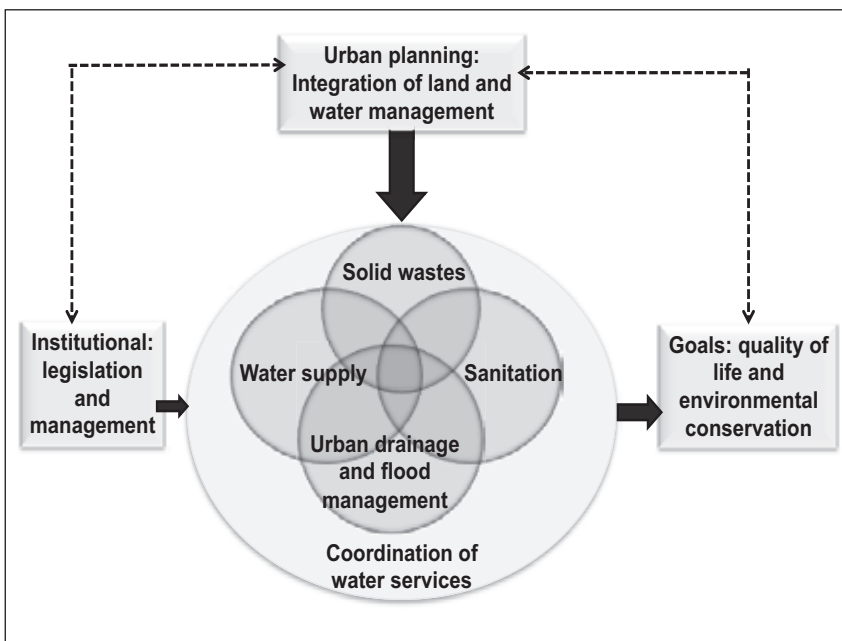 Urban planning:
Integration of land and
water management
Solid wastes
Institutional:
legislation
and
management
Water supply
Sanitation
Goals: quality of
life and
environmental
conservation
Urban drainage
and flood
management
Coordination of
water services